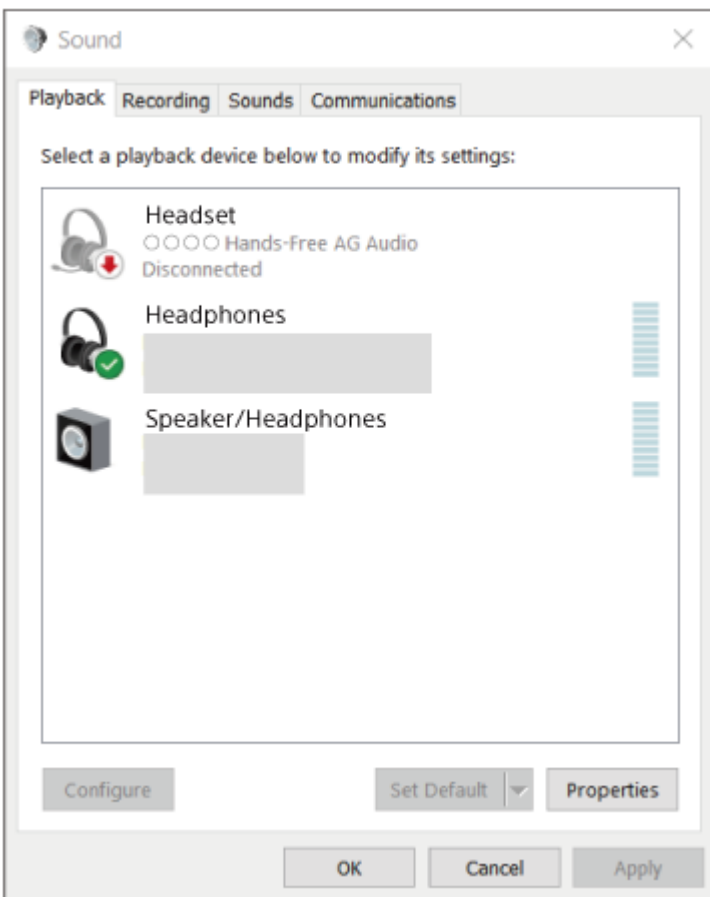 Sound
Playback Recording Sounds Communications
Select a playback device below to modify its settings:
Headset
○○○○ Hands-Free AG Audio
Disconnected
Headphones
Speaker/Headphones
Configure Set Default Properties
OK Cancel Apply